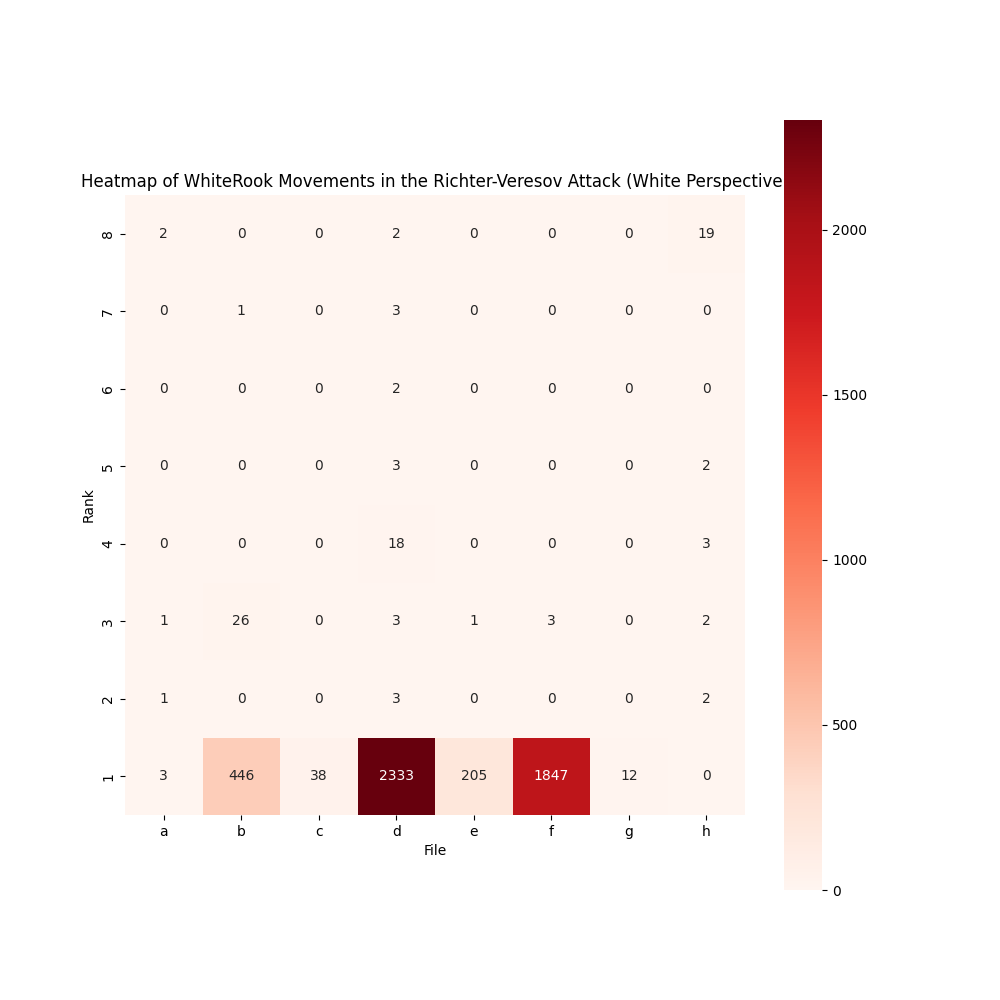 Heatmap of WhiteRook Movements in the Richter-Veresov Attack (White Perspective
8 2 0 0 2 0 0 0 19
7 0 1 0 3 0 0 0 0
6 0 0 0 2 0 0 0 0
5 0 0 0 3 0 0 0 2
4 0 0 0 18 0 0 0 3
3 1 26 0 3 1 3 0 2
2 1 0 0 3 0 0 0 2
1 3 446 38 2333 205 1847 12 0
a b c d e f g h
File
Rank
2000
1500
1000
500
0